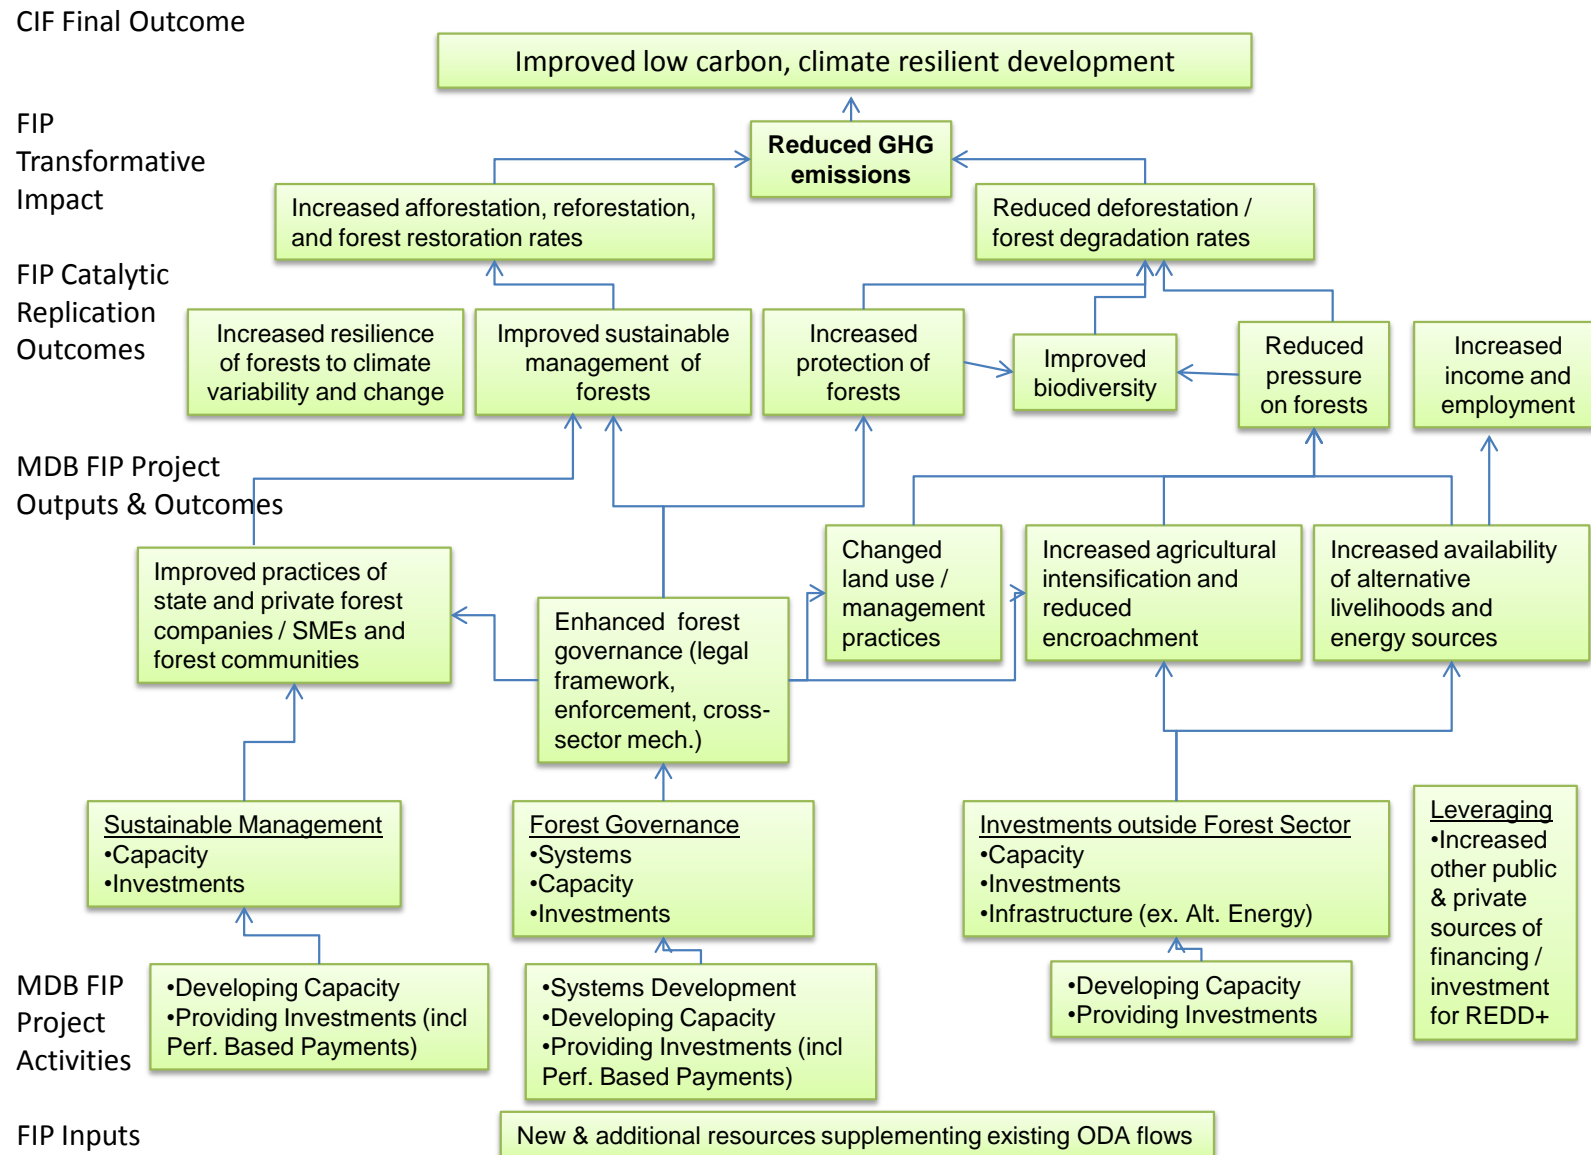 CIF Final Outcome
Improved low carbon, climate resilient development
FIP
Transformative
Impact
Reduced GHG
emissions
Increased afforestation, reforestation,
and forest restoration rates
Reduced deforestation /
forest degradation rates
FIP Catalytic
Replication
Outcomes
Increased resilience
of forests to climate
variability and change
Improved sustainable
management of
forests
Increased
protection of
forests
Improved
biodiversity
Reduced
pressure
on forests
Increased
income and
employment
MDB FIP Project
Outputs & Outcomes
Improved practices of
state and private forest
companies / SMEs and
forest communities
Enhanced forest
governance (legal
framework,
enforcement, cross-
sector mech.)
Changed
land use /
management
practices
Increased agricultural
intensification and
reduced
encroachment
Increased availability
of alternative
livelihoods and
energy sources
Sustainable Management
•Capacity
•Investments
Forest Governance
•Systems
•Capacity
•Investments
Investments outside Forest Sector
•Capacity
•Investments
•Infrastructure (ex. Alt. Energy)
Leveraging
•Increased
other public
& private
sources of
financing /
investment
for REDD+
MDB FIP
Project
Activities
•Developing Capacity
•Providing Investments (incl
Perf. Based Payments)
•Systems Development
•Developing Capacity
•Providing Investments (incl
Perf. Based Payments)
•Developing Capacity
•Providing Investments
FIP Inputs
New & additional resources supplementing existing ODA flows